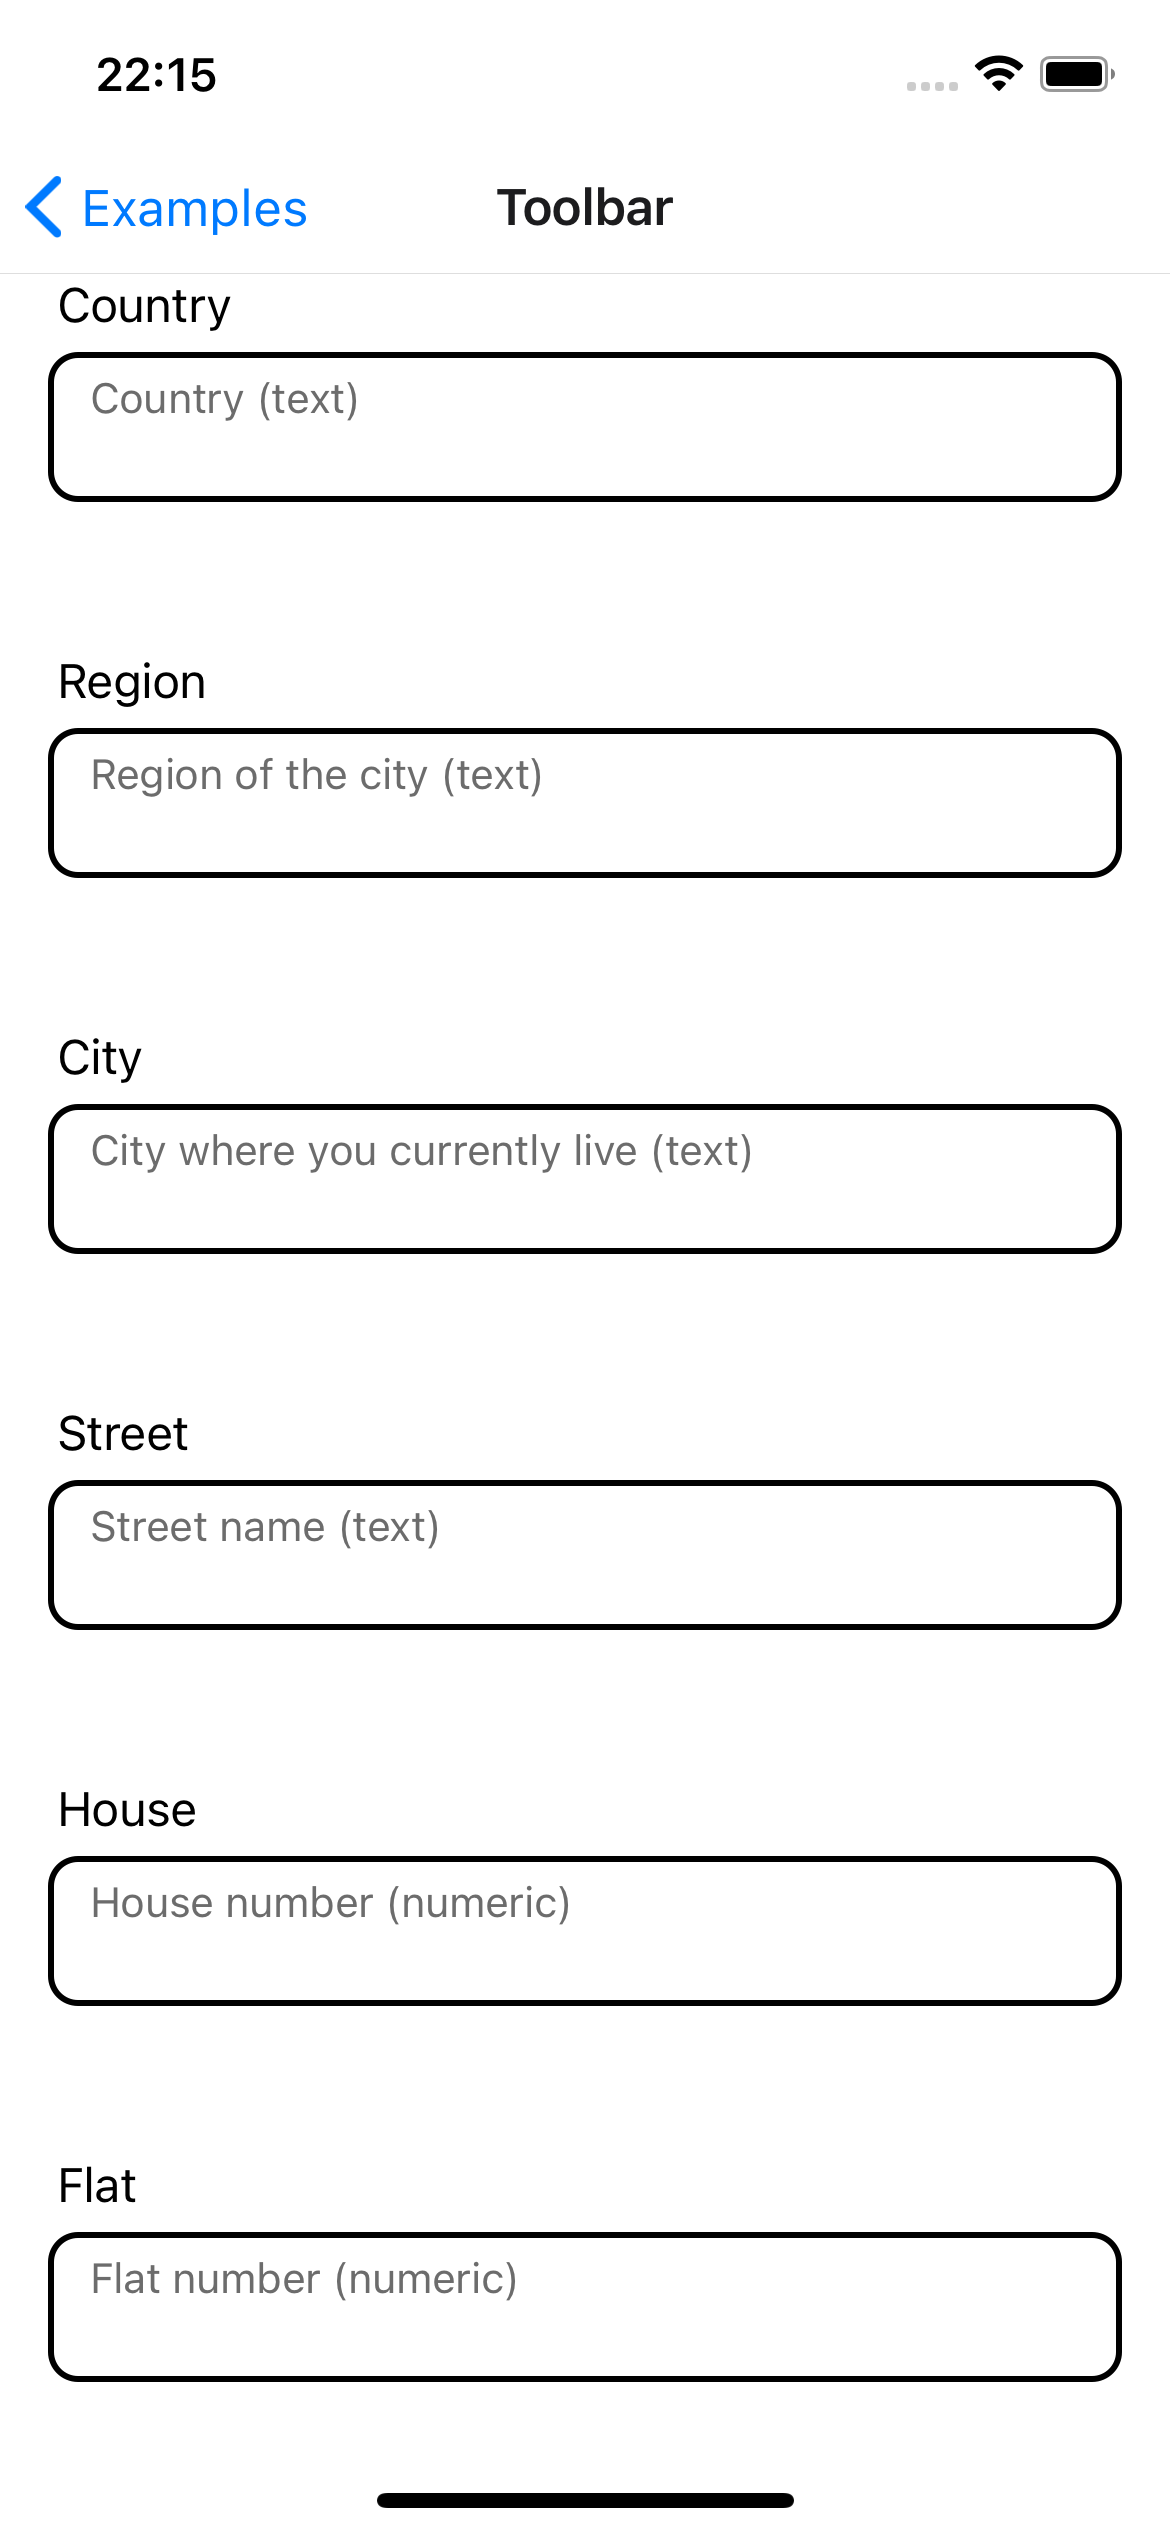 22:15
Examples
Toolbar
Country
Country (text)
Region
Region of the city (text)
City
City where you currently live (text)
Street
Street name (text)
House
House number (numeric)
Flat
Flat number (numeric)